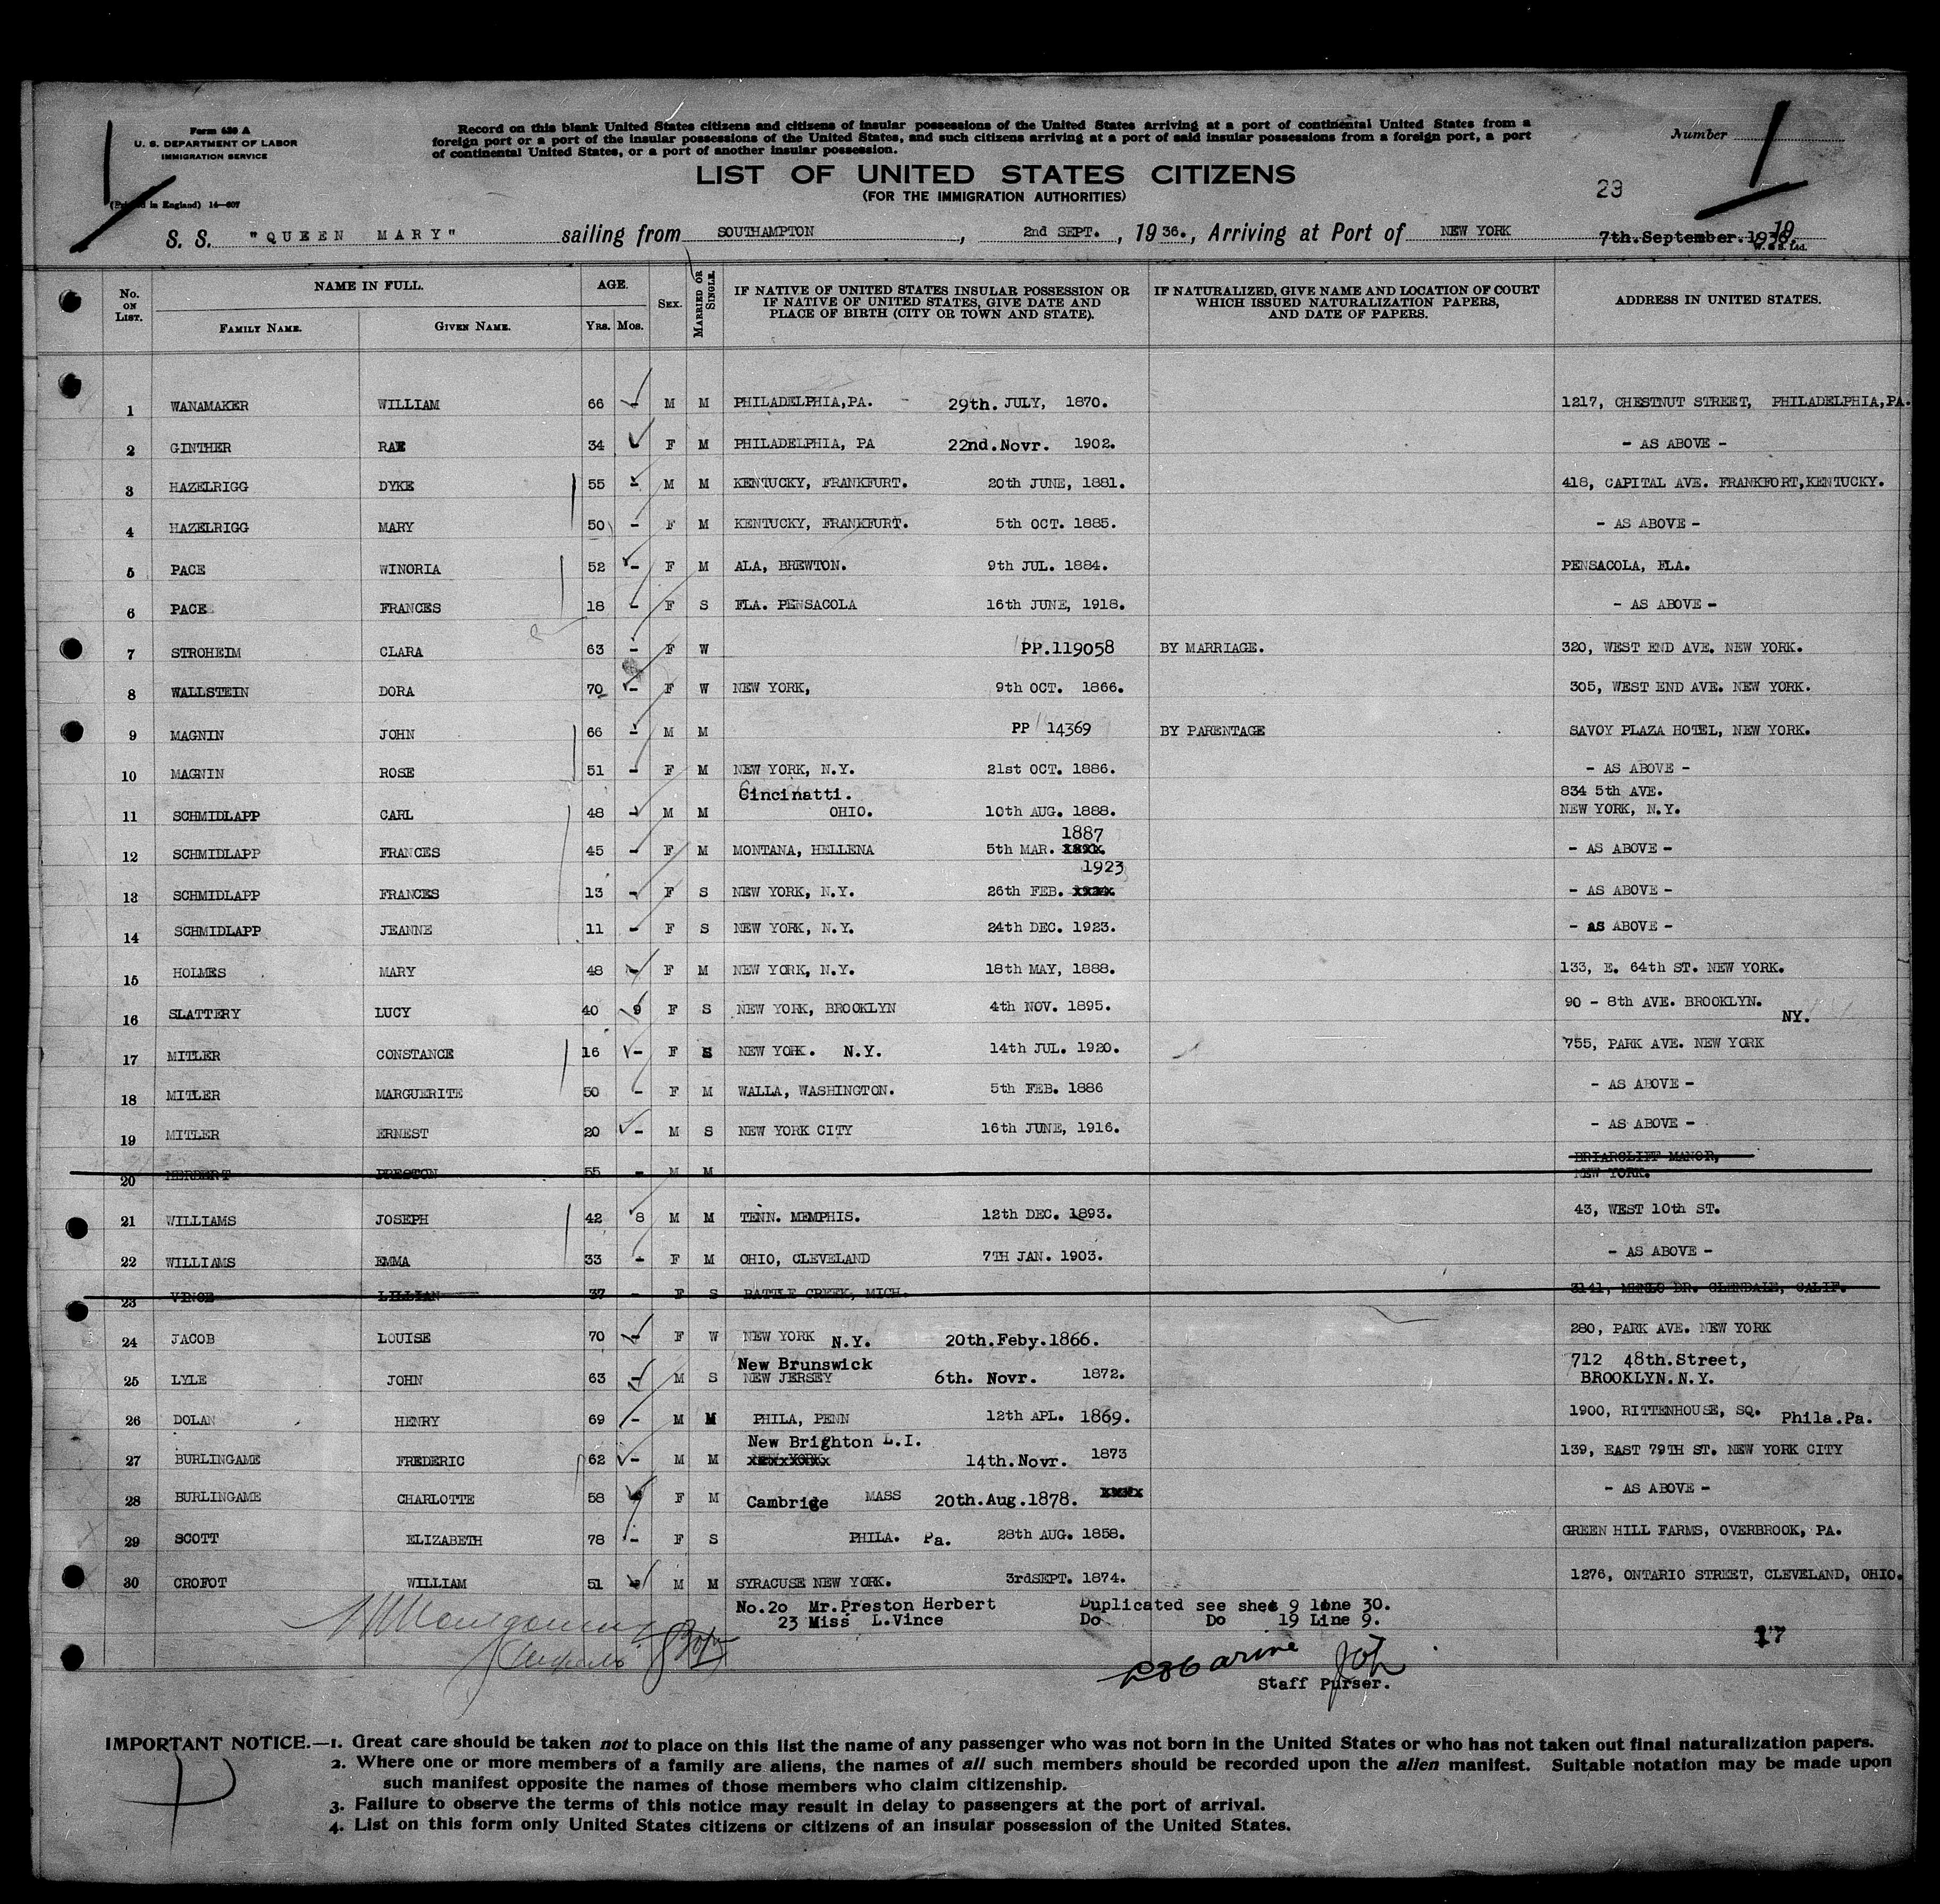 Form 630 A
U. S. DEPARTMENT OF LABOR
IMMIGRATION SERVICE
in England) 14—607
Record on this blank United States citizens and citizens of insular possessions of the United States arriving at a port of continental United States from a
foreign port or a port of the insular possessions of the United States, and such citizens arriving at a port of said insular possessions from a foreign port, a port
of continental United States, or a port of another insular possession.
Number
1
LIST OF UNITED STATES CITIZENS
(FOR THE IMMIGRATION AUTHORITIES)
23
S. S. "QUEEN MARY" sailing from SOUTHAMPTON, 2nd SEPT., 19 36., Arriving at Port of NEW YORK 7th.September.1936. 19
No. ON LIST. NAME IN FULL. AGE. SEX. MARRIED OR SINGLE. IF NATIVE OF UNITED STATES INSULAR POSSESSION OR IF NATIVE OF UNITED STATES, GIVE DATE AND PLACE OF BIRTH (CITY OR TOWN AND STATE). IF NATURALIZED, GIVE NAME AND LOCATION OF COURT WHICH ISSUED NATURALIZATION PAPERS, AND DATE OF PAPERS. ADDRESS IN UNITED STATES.
FAMILY NAME. GIVEN NAME. YRS. MOS.
1 WANAMAKER WILLIAM 66 - M M PHILADELPHIA,PA. - 29th. JULY, 1870. 1217, CHESTNUT STREET, PHILADELPHIA,PA.
2 GINTHER RAE 34 - F M PHILADELPHIA, PA 22nd.Novr. 1902. - AS ABOVE -
3 HAZELRIGG DYKE 55 - M M KENTUCKY, FRANKFURT. 20th JUNE, 1881. 418, CAPITAL AVE. FRANKFORT,KENTUCKY.
4 HAZELRIGG MARY 50 - F M KENTUCKY, FRANKFURT. 5th OCT. 1885. - AS ABOVE -
5 PACE WINORIA 52 - F M ALA, BREWTON. 9th JUL. 1884. PENSACOLA, FLA.
6 PACE FRANCES 18 - F S FLA. PENSACOLA 16th JUNE, 1918. - AS ABOVE -
7 STROHEIM CLARA 63 - F W PP.119058 BY MARRIAGE. 320, WEST END AVE. NEW YORK.
8 WALLSTEIN DORA 70 - F W NEW YORK, 9th OCT. 1866. 305, WEST END AVE. NEW YORK.
9 MAGNIN JOHN 66 - M M PP 14369 BY PARENTAGE SAVOY PLAZA HOTEL, NEW YORK.
10 MAGNIN ROSE 51 - F M NEW YORK, N.Y. 21st OCT. 1886. - AS ABOVE -
Cincinatti. 834 5th AVE.
11 SCHMIDLAPP CARL 48 - M M OHIO. 10th AUG. 1888. NEW YORK, N.Y.
1887
12 SCHMIDLAPP FRANCES 45 - F M MONTANA, HELLENA 5th MAR. - AS ABOVE -
1923
13 SCHMIDLAPP FRANCES 13 - F S NEW YORK, N.Y. 26th FEB. - AS ABOVE -
14 SCHMIDLAPP JEANNE 11 - F S NEW YORK, N.Y. 24th DEC. 1923. - AS ABOVE -
15 HOLMES MARY 48 - F M NEW YORK, N.Y. 18th MAY, 1888. 133, E. 64th ST. NEW YORK.
16 SLATTERY LUCY 40 9 F S NEW YORK, BROOKLYN 4th NOV. 1895. 90 - 8th AVE. BROOKLYN. NY.
17 MITLER CONSTANCE 16 - F S NEW YORK. N.Y. 14th JUL. 1920. 755, PARK AVE. NEW YORK
18 MITLER MARGUERITE 50 - F M WALLA, WASHINGTON. 5th FEB. 1886 - AS ABOVE -
19 MITLER ERNEST 20 - M S NEW YORK CITY 16th JUNE, 1916. - AS ABOVE -
BRIARCLIFF MANOR,
20 HERBERT PRESTON 55 - M M NEW YORK.
21 WILLIAMS JOSEPH 42 8 M M TENN. MEMPHIS. 12th DEC. 1893. 43, WEST 10th ST.
22 WILLIAMS EMMA 33 - F M OHIO, CLEVELAND 7TH JAN. 1903. - AS ABOVE -
23 VINCE LILLIAN 37 - F S BATTLE CREEK, MICH. 3141, MENLO DR. GLENDALE, CALIF.
24 JACOB LOUISE 70 - F W NEW YORK N.Y. 20th.Feby.1866. 280, PARK AVE. NEW YORK
New Brunswick 712 48th.Street,
25 LYLE JOHN 63 - M S NEW JERSEY 6th. Novr. 1872. BROOKLYN.N.Y.
26 DOLAN HENRY 69 - M M PHILA, PENN 12th APL. 1869. 1900, RITTENHOUSE, SQ. Phila.Pa.
New Brighton L.I.
27 BURLINGAME FREDERIC 62 - M M 14th.Novr. 1873 139, EAST 79TH ST. NEW YORK CITY
28 BURLINGAME CHARLOTTE 58 F M Cambrige MASS 20th.Aug.1878. - AS ABOVE -
29 SCOTT ELIZABETH 78 - F S PHILA. Pa. 28th AUG. 1858. GREEN HILL FARMS, OVERBROOK, PA.
30 CROFOT WILLIAM 51 M M SYRACUSE NEW YORK. 3rdSEPT. 1874. 1276, ONTARIO STREET, CLEVELAND, OHIO.
No.20 Mr.Preston Herbert Duplicated see sheet 9 line 30.
23 Miss L.Vince Do Do 19 Line 9.
17
Staff Purser.
IMPORTANT NOTICE.—1. Great care should be taken not to place on this list the name of any passenger who was not born in the United States or who has not taken out final naturalization papers.
2. Where one or more members of a family are aliens, the names of all such members should be recorded upon the alien manifest. Suitable notation may be made upon
such manifest opposite the names of those members who claim citizenship.
3. Failure to observe the terms of this notice may result in delay to passengers at the port of arrival.
4. List on this form only United States citizens or citizens of an insular possession of the United States.